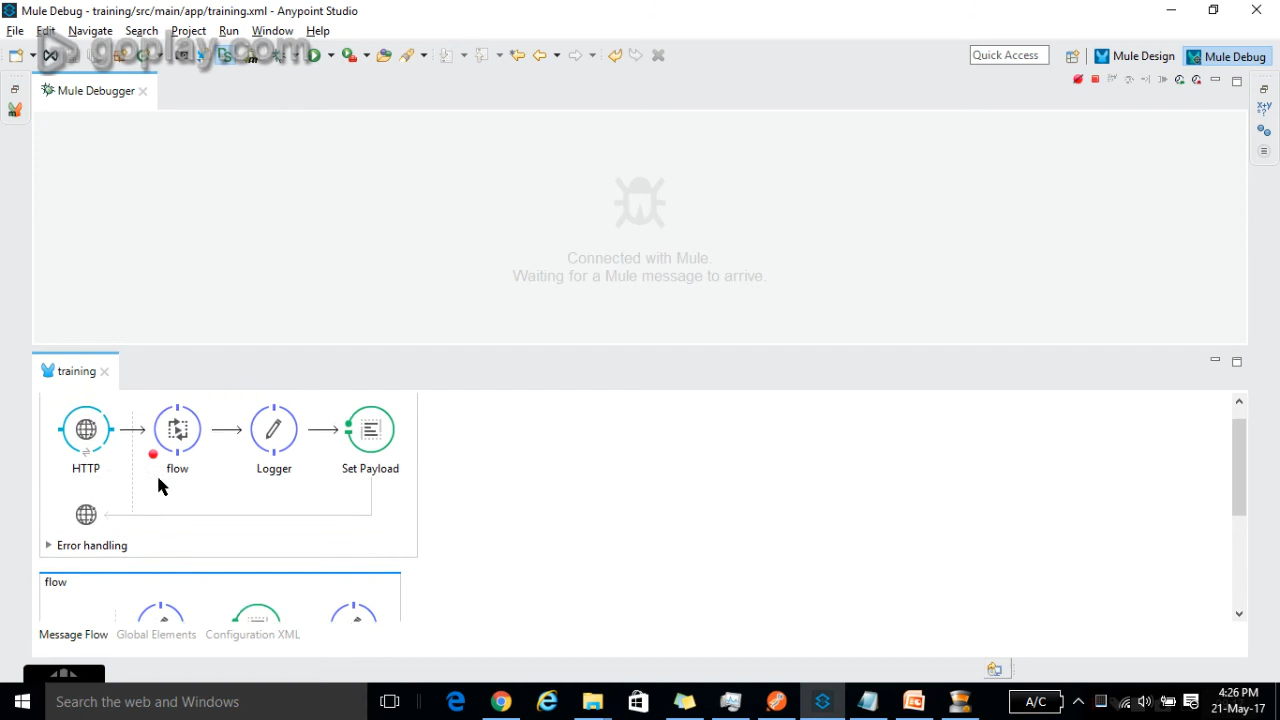 Mule Debug - training/src/main/app/training.xml - Anypoint Studio
File Edit Navigate Search Project Run Window Help
goplay.com
Quick Access
Mule Design
Mule Debug
Mule Debugger
Connected with Mule.
Waiting for a Mule message to arrive.
training
HTTP
flow
Logger
Set Payload
Error handling
flow
Message Flow
Global Elements
Configuration XML
Search the web and Windows
A/C
4:26 PM
21-May-17